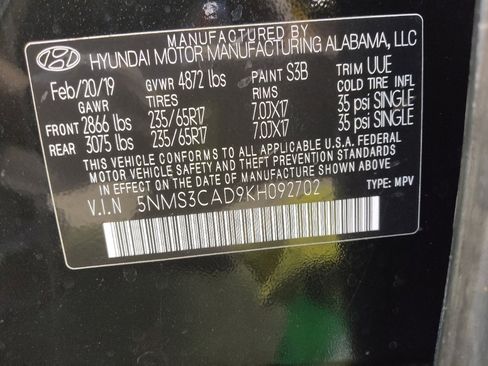 MANUFACTURED BY
HYUNDAI MOTOR MANUFACTURING ALABAMA, LLC
Feb/20/19 GVWR 4872 lbs PAINT S3B TRIM UUE
GAWR TIRES RIMS COLD TIRE INFL
FRONT 2866 lbs 235/65R17 7.0JX17 35 psi SINGLE
REAR 3075 lbs 235/65R17 7.0JX17 35 psi SINGLE
THIS VEHICLE CONFORMS TO ALL APPLICABLE U.S.A. FEDERAL
MOTOR VEHICLE SAFETY AND THEFT PREVENTION STANDARDS
IN EFFECT ON THE DATE OF MANUFACTURE SHOWN ABOVE.
V.I.N 5NMS3CAD9KH092702 TYPE: MPV